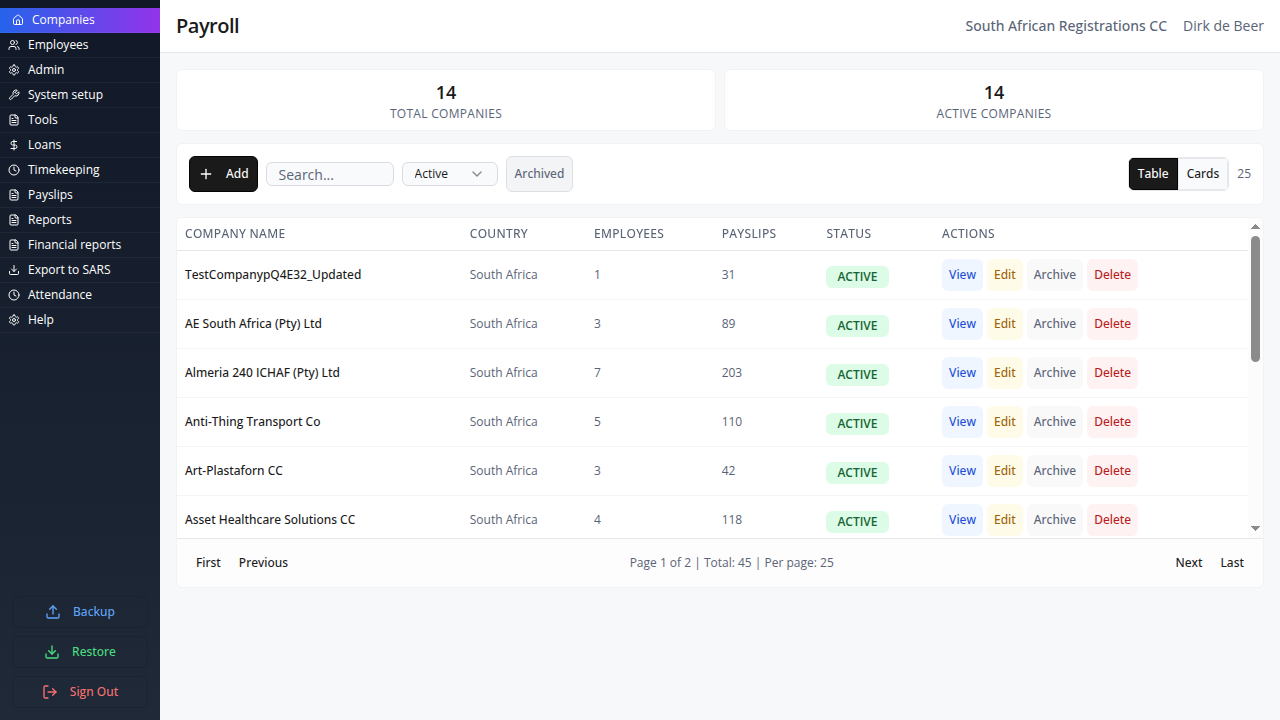 Companies
Employees
Admin
System setup
Tools
Loans
Timekeeping
Payslips
Reports
Financial reports
Export to SARS
Attendance
Help
Backup
Restore
Sign Out
Payroll
South African Registrations CC Dirk de Beer
14
TOTAL COMPANIES
14
ACTIVE COMPANIES
Add Search... Active Archived Table Cards 25
COMPANY NAME COUNTRY EMPLOYEES PAYSLIPS STATUS ACTIONS
TestCompanypQ4E32_Updated South Africa 1 31 ACTIVE View Edit Archive Delete
AE South Africa (Pty) Ltd South Africa 3 89 ACTIVE View Edit Archive Delete
Almeria 240 ICHAF (Pty) Ltd South Africa 7 203 ACTIVE View Edit Archive Delete
Anti-Thing Transport Co South Africa 5 110 ACTIVE View Edit Archive Delete
Art-Plastaforn CC South Africa 3 42 ACTIVE View Edit Archive Delete
Asset Healthcare Solutions CC South Africa 4 118 ACTIVE View Edit Archive Delete
First Previous Page 1 of 2 | Total: 45 | Per page: 25 Next Last